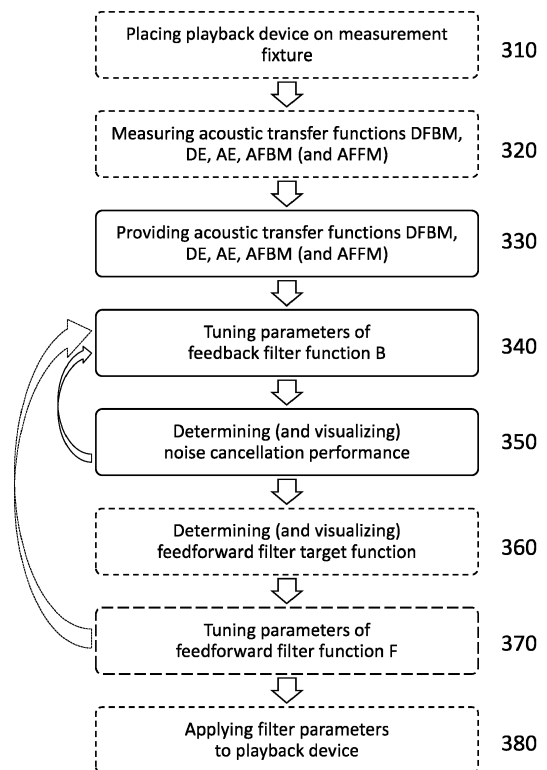 Placing playback device on measurement
fixture
310
Measuring acoustic transfer functions DFBM,
DE, AE, AFBM (and AFFM)
320
Providing acoustic transfer functions DFBM,
DE, AE, AFBM (and AFFM)
330
Tuning parameters of
feedback filter function B
340
Determining (and visualizing)
noise cancellation performance
350
Determining (and visualizing)
feedforward filter target function
360
Tuning parameters of
feedforward filter function F
370
Applying filter parameters
to playback device
380